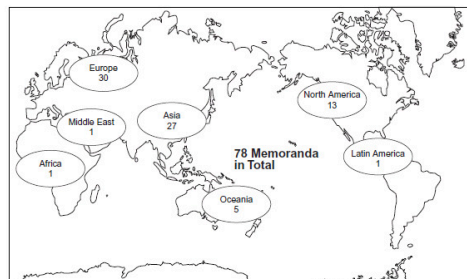 Europe
30
North America
13
Middle East
1
Asia
27
78 Memoranda
in Total
Latin America
1
Africa
1
Oceania
5